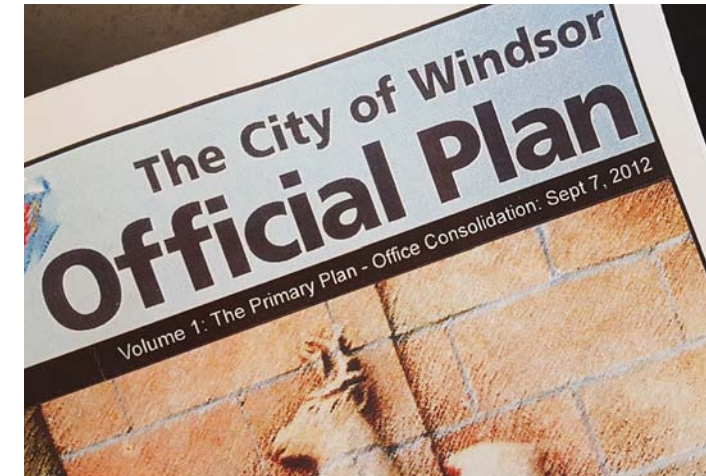 The City of Windsor
Official Plan
Volume 1: The Primary Plan - Office Consolidation: Sept 7, 2012